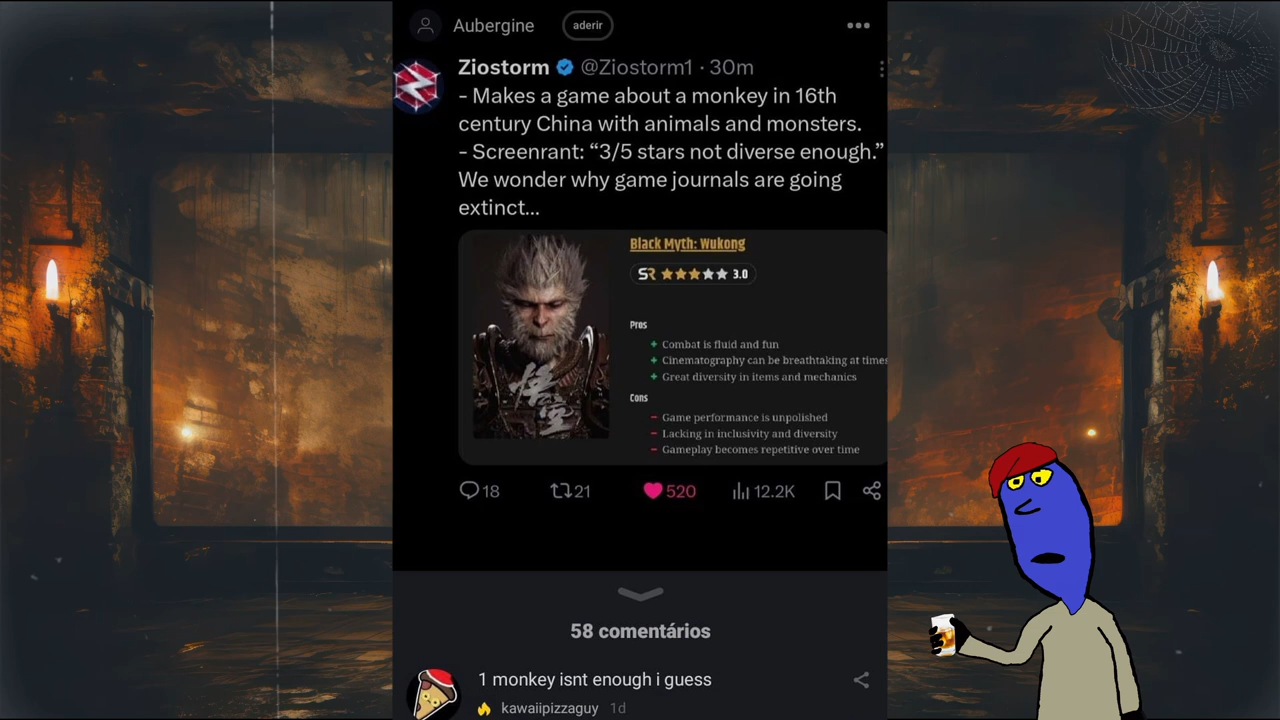 Aubergine
aderir
Ziostorm @Ziostorm1 · 30m
- Makes a game about a monkey in 16th
century China with animals and monsters.
- Screenrant: “3/5 stars not diverse enough.”
We wonder why game journals are going
extinct...
Black Myth: Wukong
SR 3.0
Pros
+ Combat is fluid and fun
+ Cinematography can be breathtaking at times
+ Great diversity in items and mechanics
Cons
− Game performance is unpolished
− Lacking in inclusivity and diversity
− Gameplay becomes repetitive over time
悟
空
18 21 520 12.2K
58 comentários
1 monkey isnt enough i guess
kawaiipizzaguy 1d